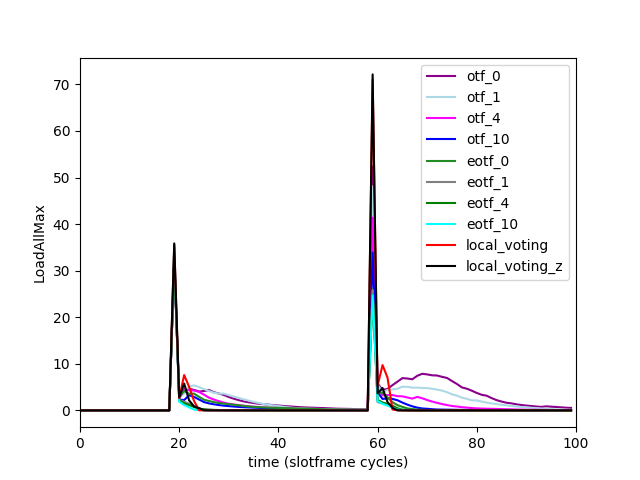 70
60
50
40
30
20
10
0
LoadAllMax
0
20
40
60
80
100
time (slotframe cycles)
otf_0
otf_1
otf_4
otf_10
eotf_0
eotf_1
eotf_4
eotf_10
local_voting
local_voting_z